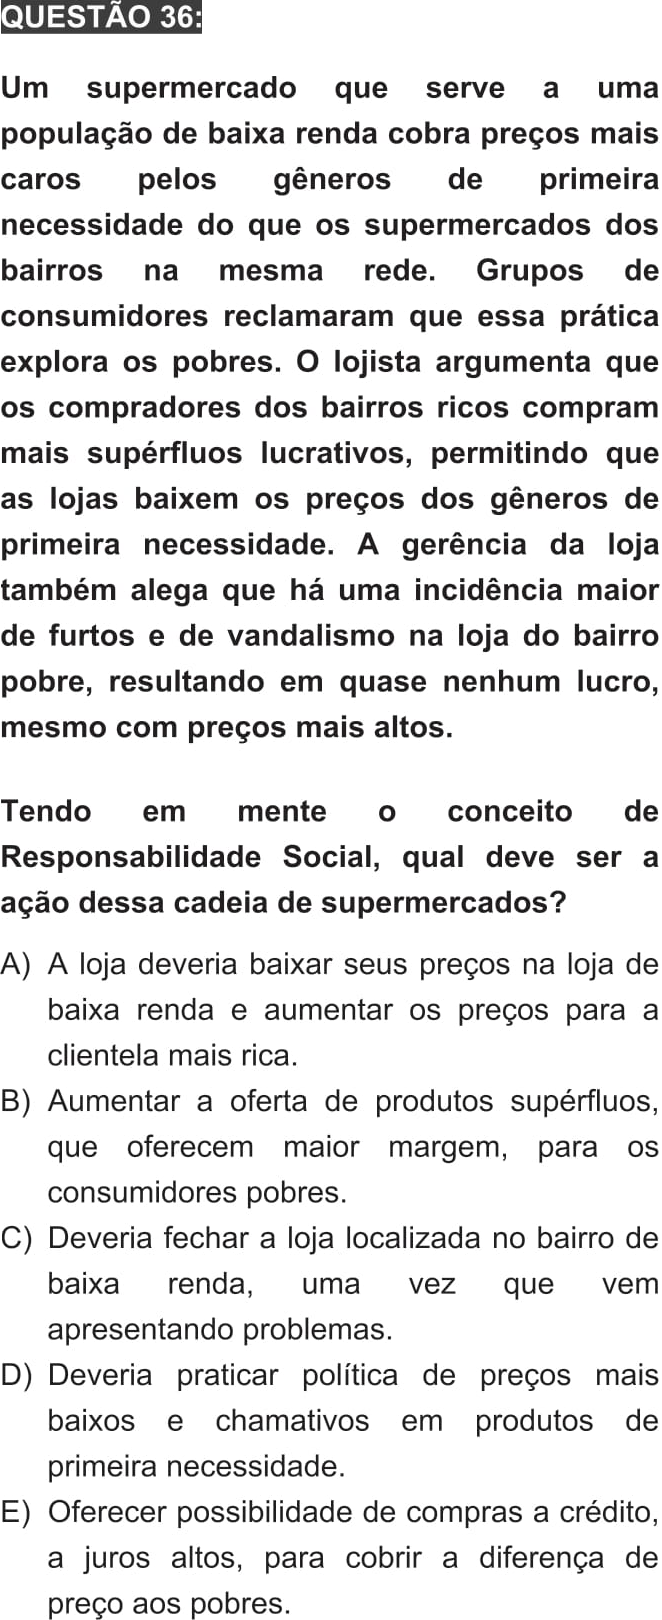 QUESTÃO 36:
Um supermercado que serve a uma
população de baixa renda cobra preços mais
caros pelos gêneros de primeira
necessidade do que os supermercados dos
bairros na mesma rede. Grupos de
consumidores reclamaram que essa prática
explora os pobres. O lojista argumenta que
os compradores dos bairros ricos compram
mais supérfluos lucrativos, permitindo que
as lojas baixem os preços dos gêneros de
primeira necessidade. A gerência da loja
também alega que há uma incidência maior
de furtos e de vandalismo na loja do bairro
pobre, resultando em quase nenhum lucro,
mesmo com preços mais altos.
Tendo em mente o conceito de
Responsabilidade Social, qual deve ser a
ação dessa cadeia de supermercados?
A) A loja deveria baixar seus preços na loja de
baixa renda e aumentar os preços para a
clientela mais rica.
B) Aumentar a oferta de produtos supérfluos,
que oferecem maior margem, para os
consumidores pobres.
C) Deveria fechar a loja localizada no bairro de
baixa renda, uma vez que vem
apresentando problemas.
D) Deveria praticar política de preços mais
baixos e chamativos em produtos de
primeira necessidade.
E) Oferecer possibilidade de compras a crédito,
a juros altos, para cobrir a diferença de
preço aos pobres.